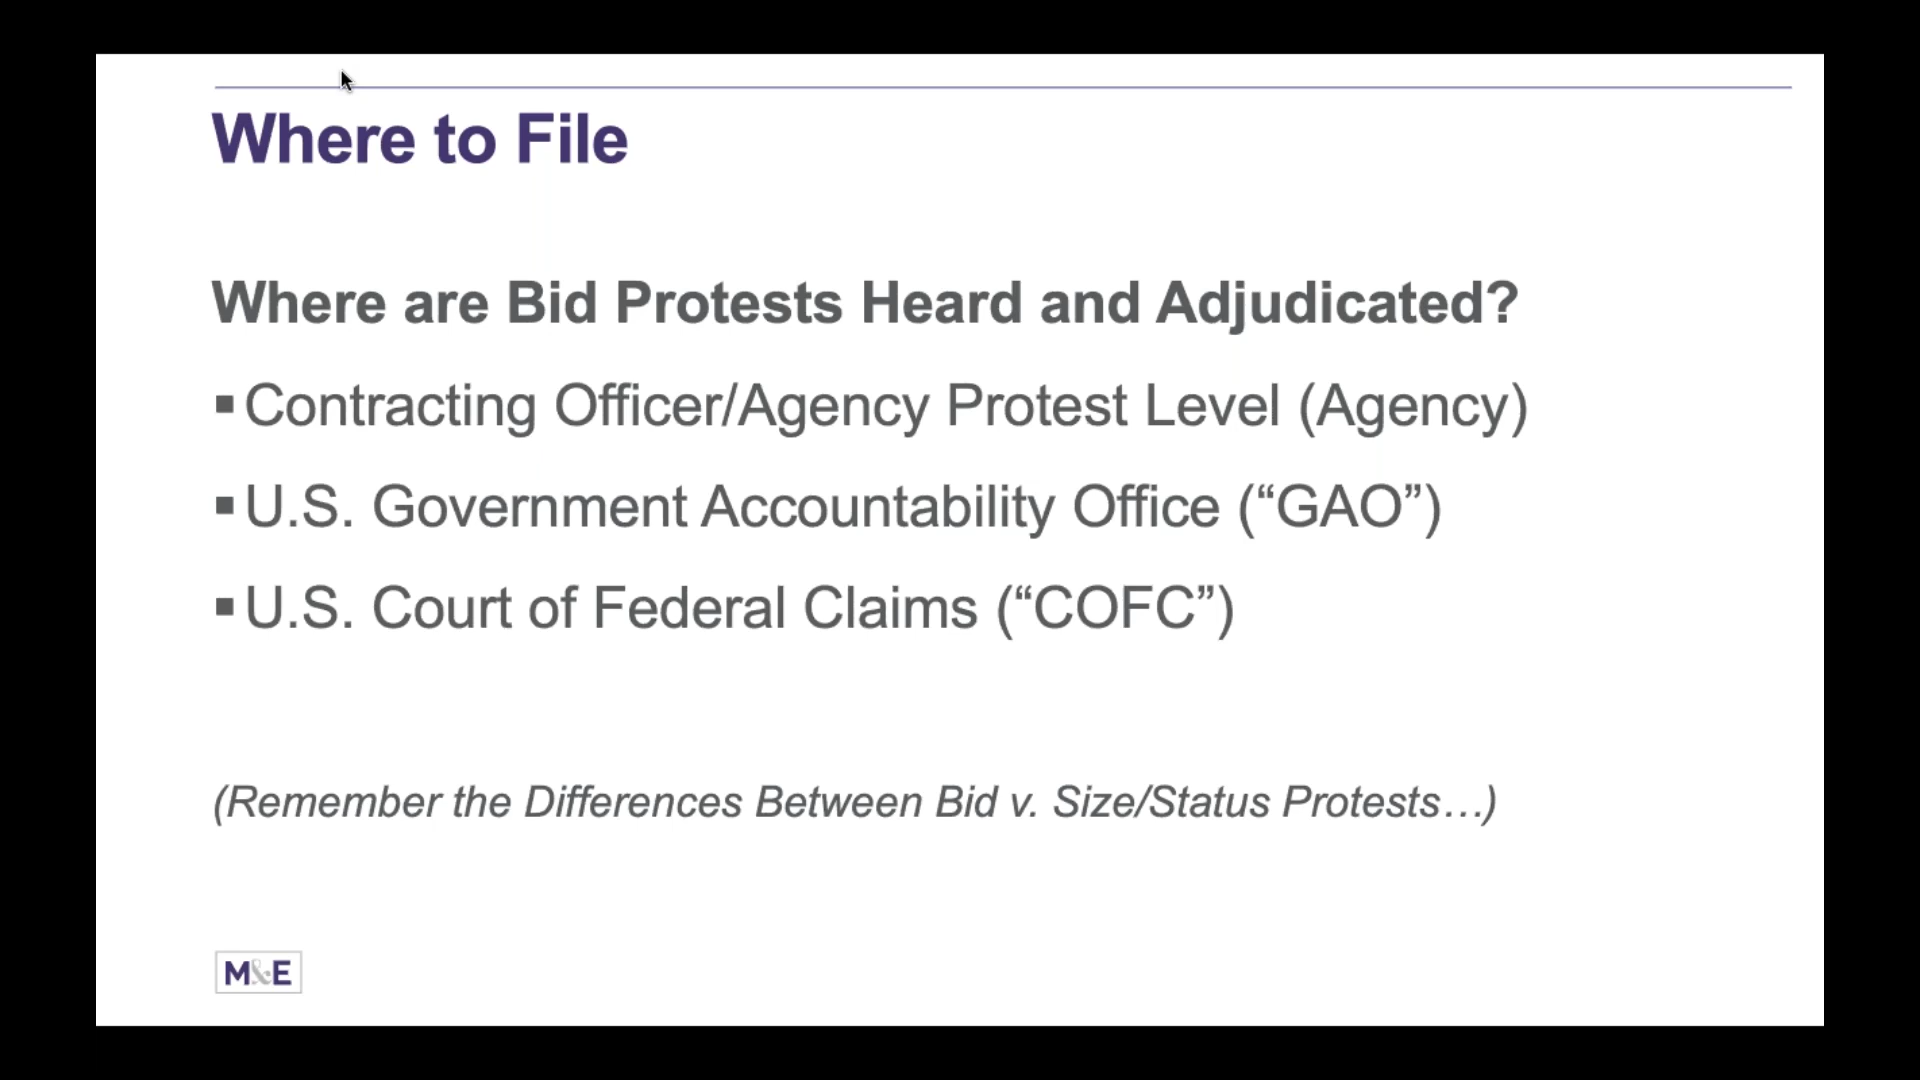 Where to File
Where are Bid Protests Heard and Adjudicated?
▪Contracting Officer/Agency Protest Level (Agency)
▪U.S. Government Accountability Office (“GAO”)
▪U.S. Court of Federal Claims (“COFC”)
(Remember the Differences Between Bid v. Size/Status Protests…)
M&E